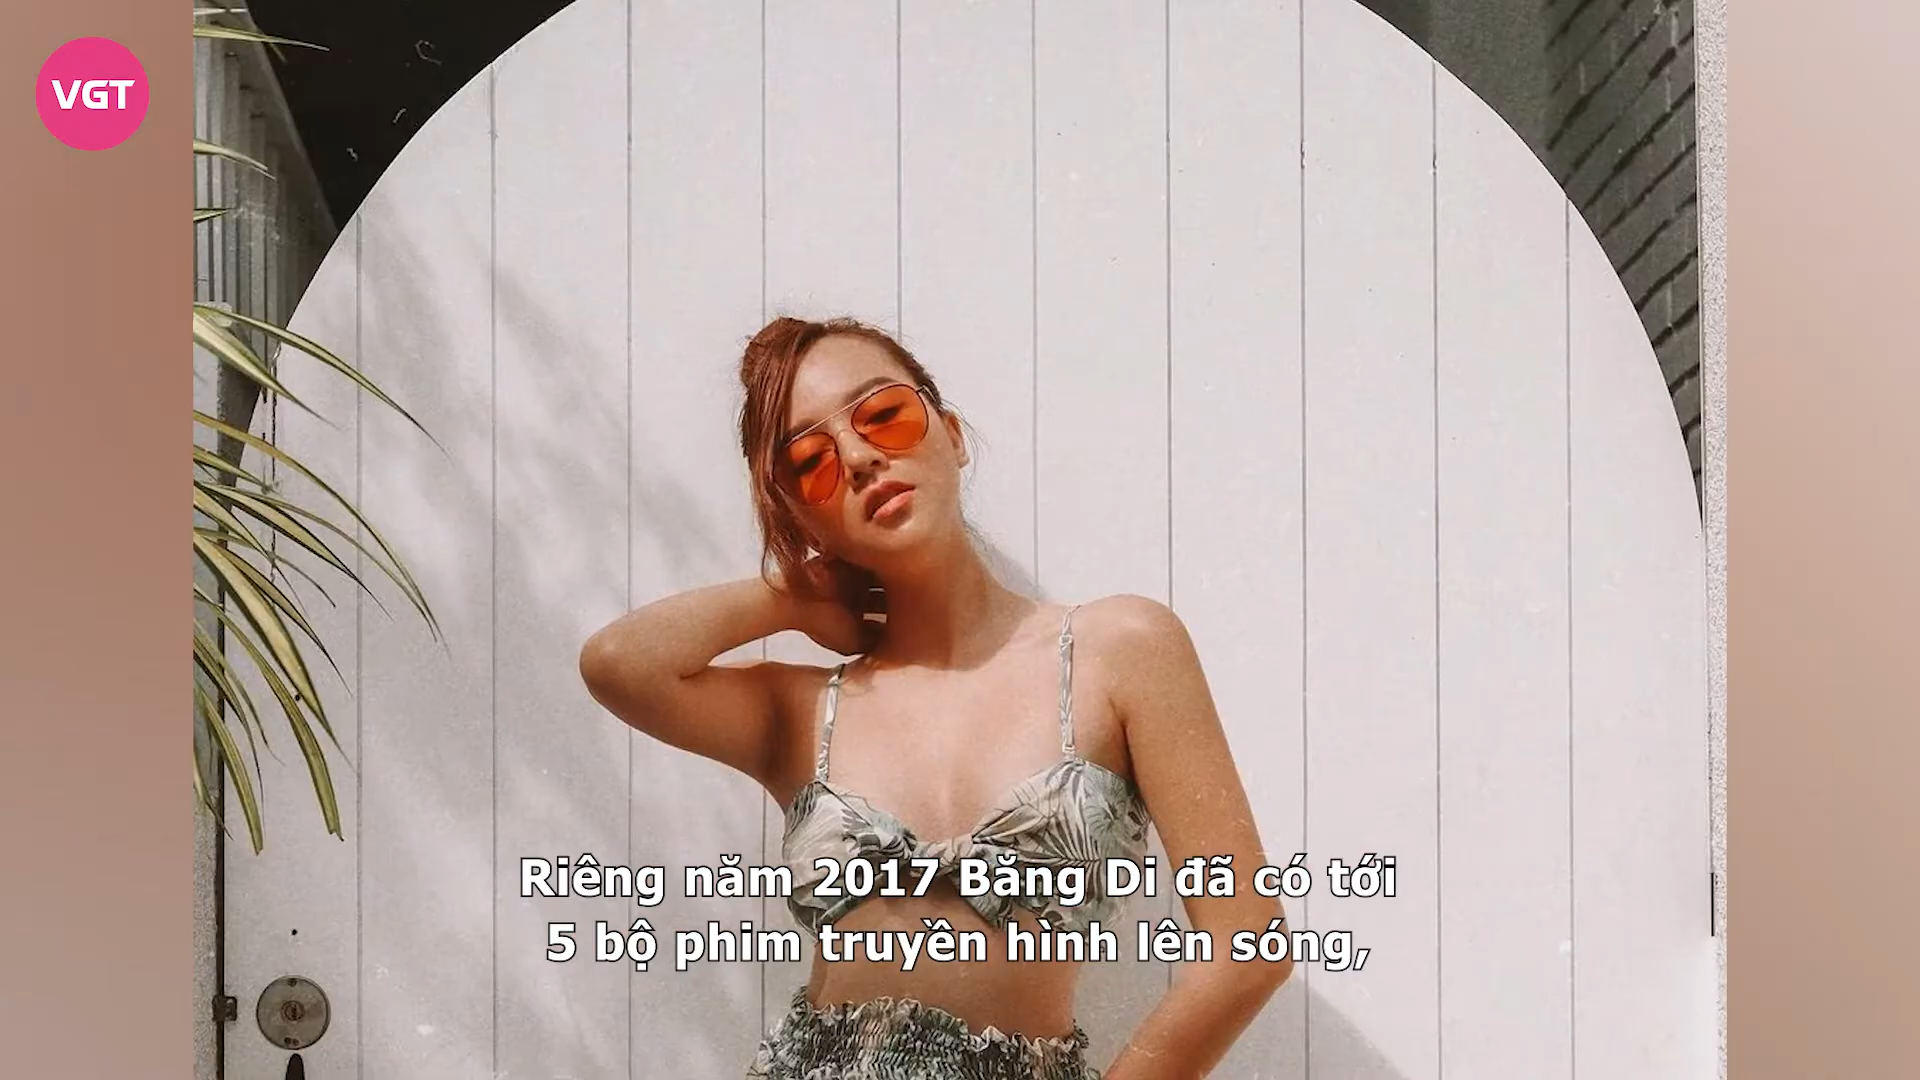 VGT
Riêng năm 2017 Băng Di đã có tới
5 bộ phim truyền hình lên sóng,